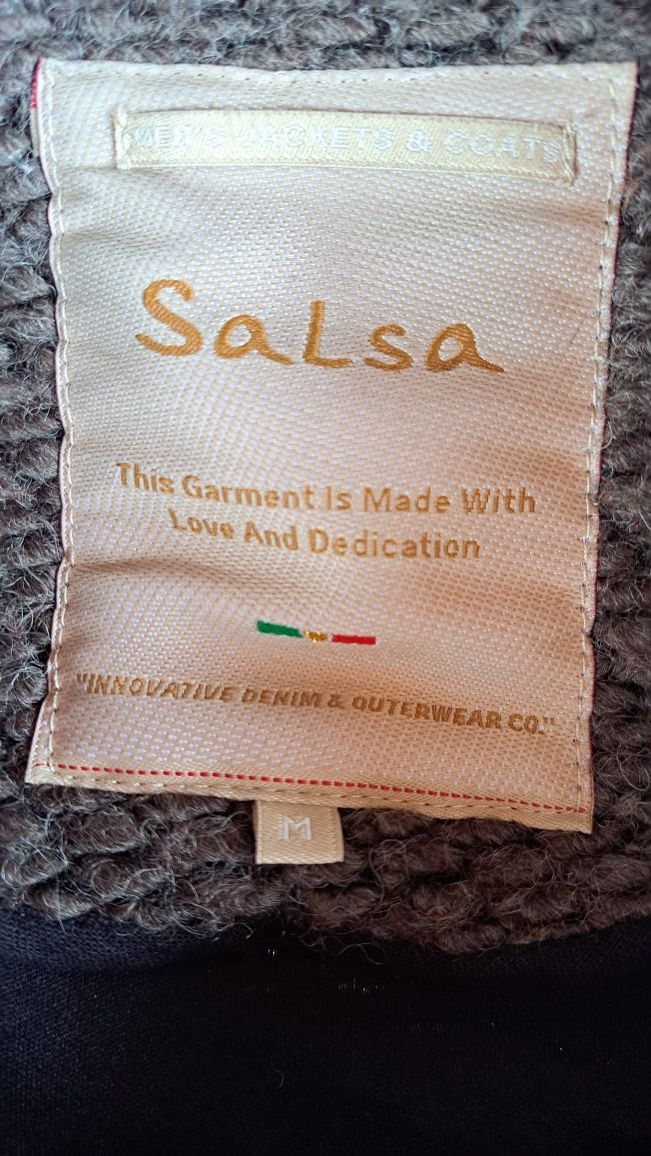 MEN'S JACKETS & COATS
SaLsa
This Garment Is Made With
Love And Dedication
"INNOVATIVE DENIM & OUTERWEAR CO."
M